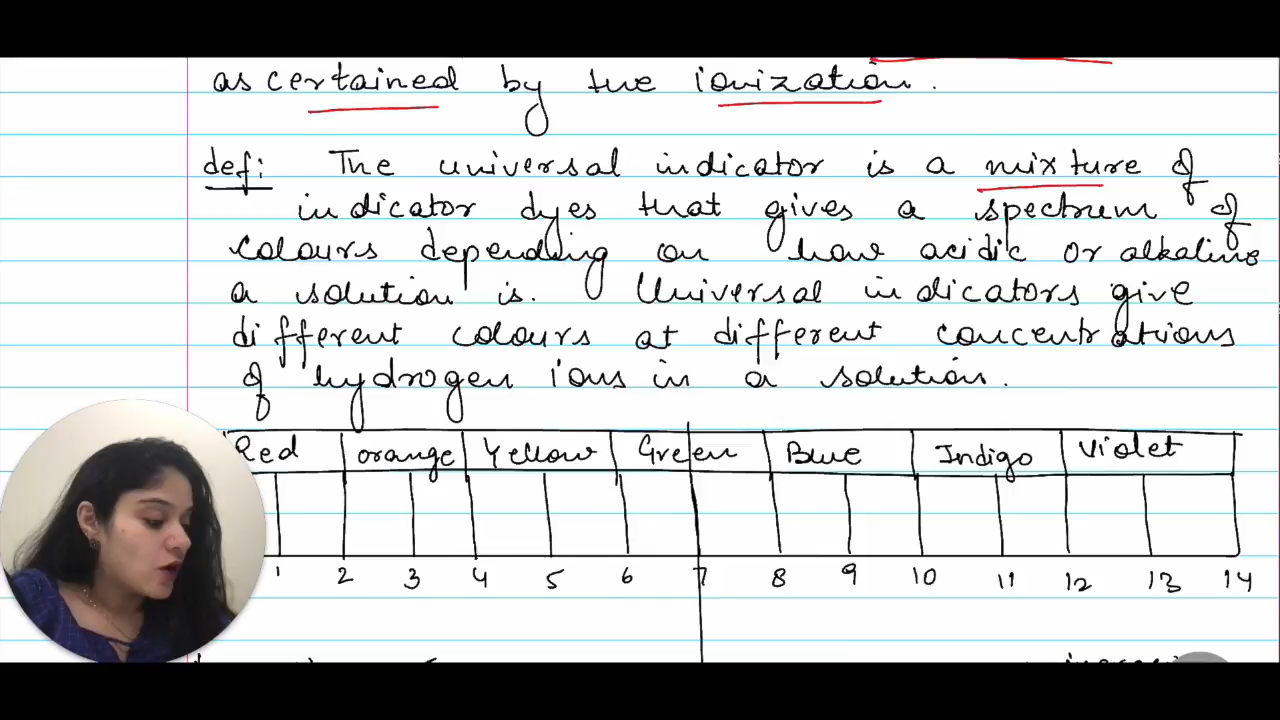 ascertained by the ionization.
def: The universal indicator is a mixture of
indicator dyes that gives a spectrum of
colours depending on how acidic or alkaline
a solution is. Universal indicators give
different colours at different concentrations
of hydrogen ions in a solution.
Red orange Yellow Green Blue Indigo Violet
1 2 3 4 5 6 7 8 9 10 11 12 13 14